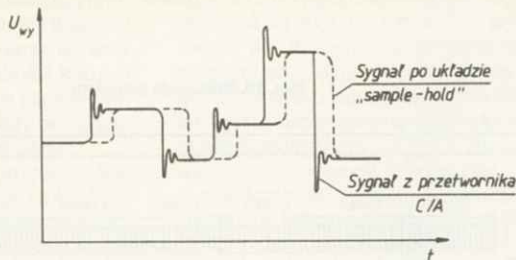 U_wy
Sygnał po układzie
„sample-hold"
Sygnał z przetwornika
C/A
t